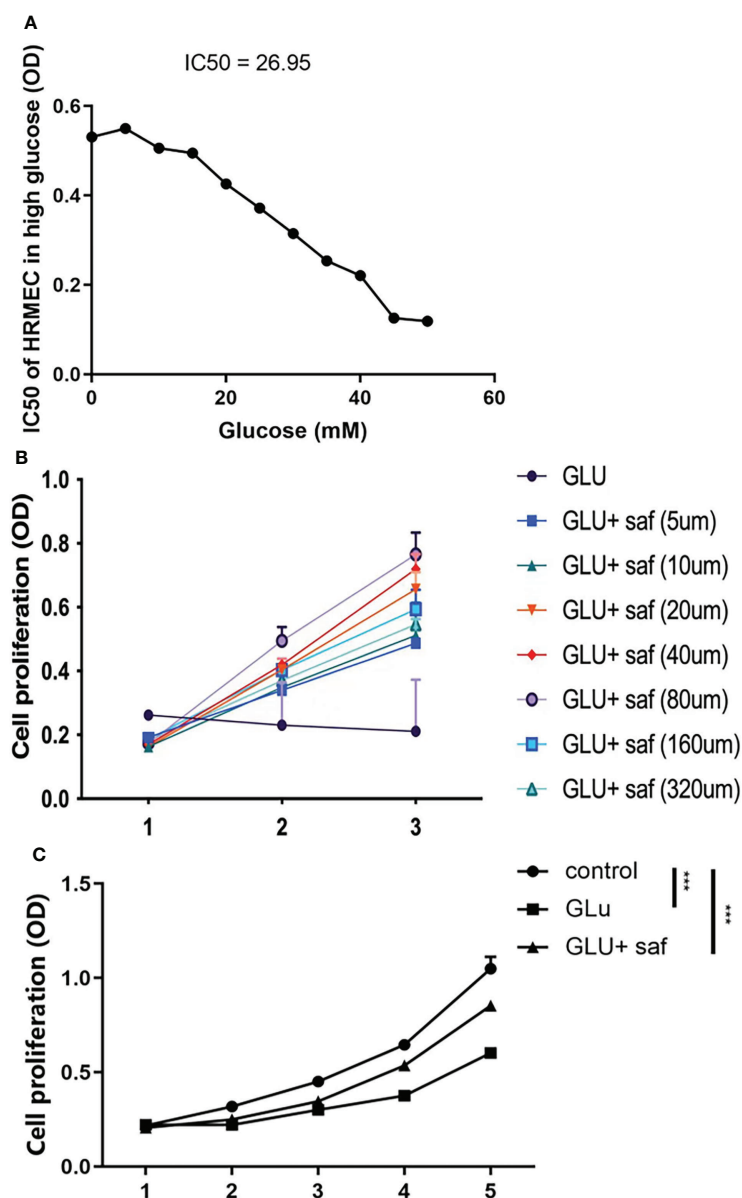 A
IC50 = 26.95
IC50 of HRMEC in high glucose (OD)
0.6
0.4
0.2
0.0
0 20 40 60
Glucose (mM)
B
Cell proliferation (OD)
1.0
0.8
0.6
0.4
0.2
0.0
1 2 3
GLU
GLU+ saf (5um)
GLU+ saf (10um)
GLU+ saf (20um)
GLU+ saf (40um)
GLU+ saf (80um)
GLU+ saf (160um)
GLU+ saf (320um)
C
Cell proliferation (OD)
1.5
1.0
0.5
0.0
1 2 3 4 5
control
GLu
GLU+ saf
***
***